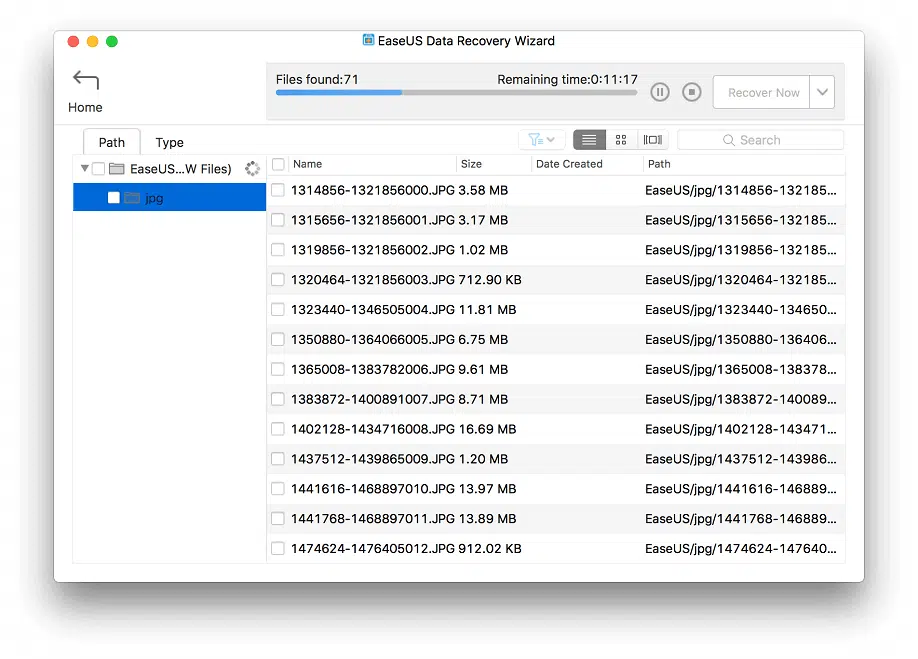 EaseUS Data Recovery Wizard
Home
Files found:71 Remaining time:0:11:17
Recover Now
Path Type
Search
EaseUS...W Files)
jpg
Name Size Date Created Path
1314856-1321856000.JPG 3.58 MB EaseUS/jpg/1314856-132185...
1315656-1321856001.JPG 3.17 MB EaseUS/jpg/1315656-132185...
1319856-1321856002.JPG 1.02 MB EaseUS/jpg/1319856-132185...
1320464-1321856003.JPG 712.90 KB EaseUS/jpg/1320464-132185...
1323440-1346505004.JPG 11.81 MB EaseUS/jpg/1323440-134650...
1350880-1364066005.JPG 6.75 MB EaseUS/jpg/1350880-136406...
1365008-1383782006.JPG 9.61 MB EaseUS/jpg/1365008-138378...
1383872-1400891007.JPG 8.71 MB EaseUS/jpg/1383872-140089...
1402128-1434716008.JPG 16.69 MB EaseUS/jpg/1402128-143471...
1437512-1439865009.JPG 1.20 MB EaseUS/jpg/1437512-143986...
1441616-1468897010.JPG 13.97 MB EaseUS/jpg/1441616-146889...
1441768-1468897011.JPG 13.89 MB EaseUS/jpg/1441768-146889...
1474624-1476405012.JPG 912.02 KB EaseUS/jpg/1474624-147640...